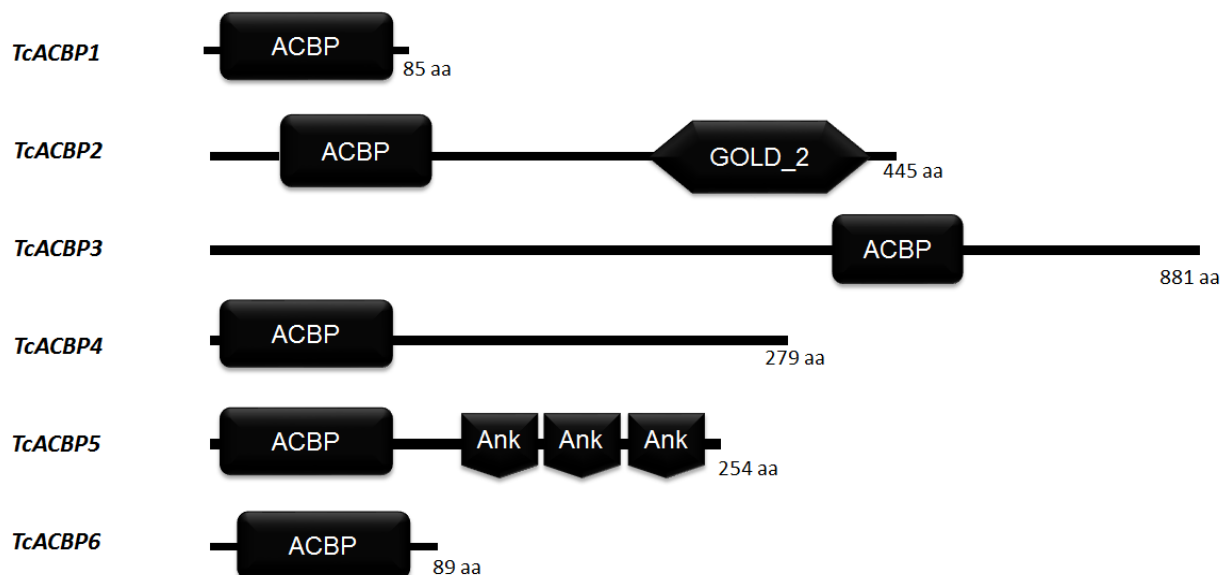 TcACBP1 ACBP 85 aa
TcACBP2 ACBP GOLD_2 445 aa
TcACBP3 ACBP 881 aa
TcACBP4 ACBP 279 aa
TcACBP5 ACBP Ank Ank Ank 254 aa
TcACBP6 ACBP 89 aa